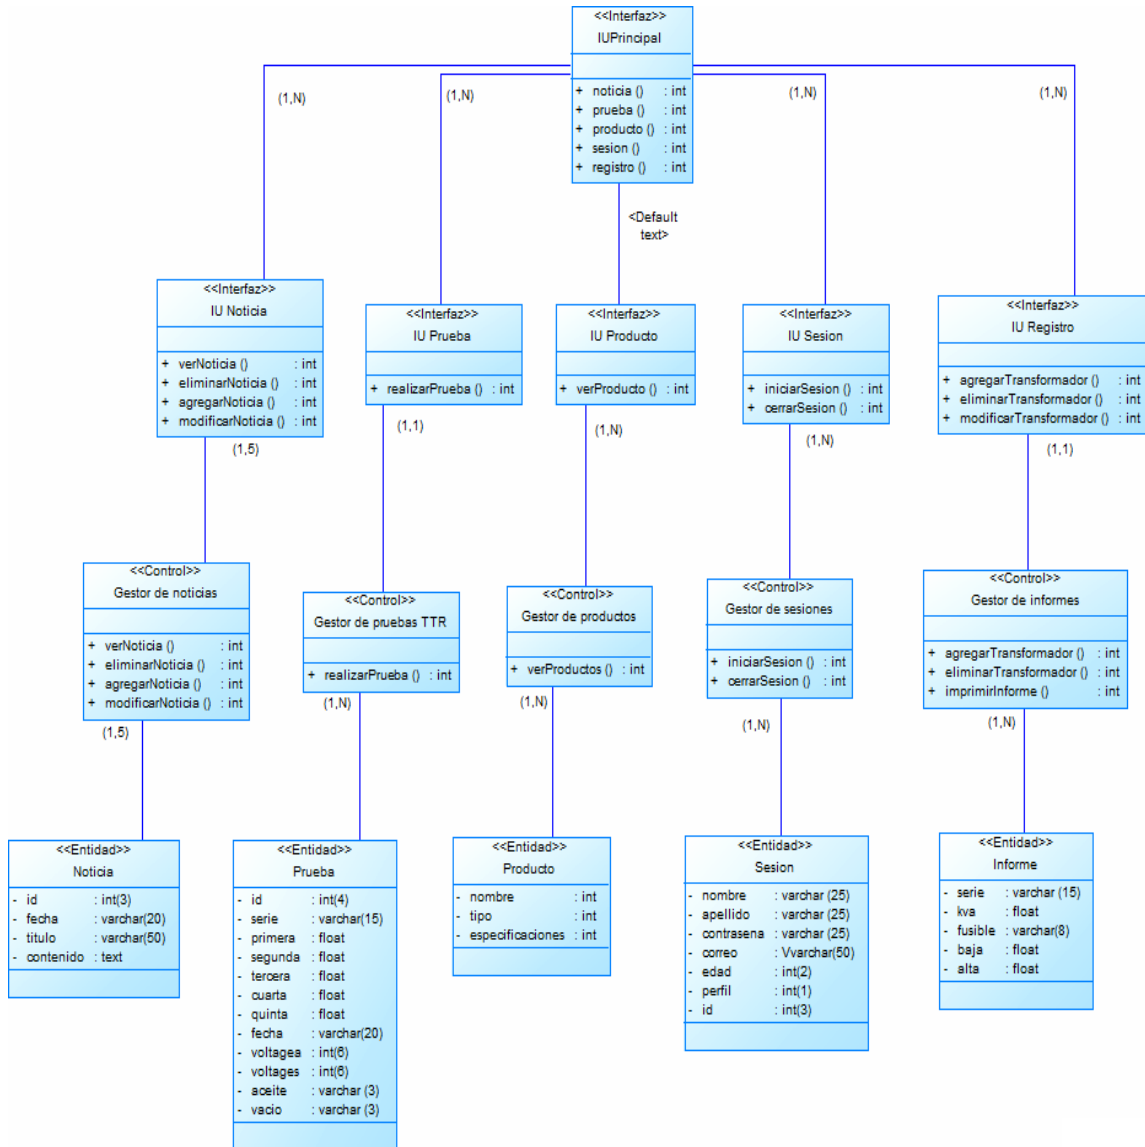 <<Interfaz>>
IUPrincipal
+ noticia () : int
+ prueba () : int
+ producto () : int
+ sesion () : int
+ registro () : int
(1,N)
(1,N)
(1,N)
(1,N)
<Default
text>
<<Interfaz>>
IU Noticia
+ verNoticia () : int
+ eliminarNoticia () : int
+ agregarNoticia () : int
+ modificarNoticia () : int
(1,5)
<<Interfaz>>
IU Prueba
+ realizarPrueba () : int
(1,1)
<<Interfaz>>
IU Producto
+ verProducto () : int
(1,N)
<<Interfaz>>
IU Sesion
+ iniciarSesion () : int
+ cerrarSesion () : int
(1,N)
<<Interfaz>>
IU Registro
+ agregarTransformador () : int
+ eliminarTransformador () : int
+ modificarTransformador () : int
(1,1)
<<Control>>
Gestor de noticias
+ verNoticia () : int
+ eliminarNoticia () : int
+ agregarNoticia () : int
+ modificarNoticia () : int
(1,5)
<<Control>>
Gestor de pruebas TTR
+ realizarPrueba () : int
(1,N)
<<Control>>
Gestor de productos
+ verProductos () : int
(1,N)
<<Control>>
Gestor de sesiones
+ iniciarSesion () : int
+ cerrarSesion () : int
(1,N)
<<Control>>
Gestor de informes
+ agregarTransformador () : int
+ eliminarTransformador () : int
+ imprimirInforme () : int
(1,N)
<<Entidad>>
Noticia
- id : int(3)
- fecha : varchar(20)
- titulo : varchar(50)
- contenido : text
<<Entidad>>
Prueba
- id : int(4)
- serie : varchar(15)
- primera : float
- segunda : float
- tercera : float
- cuarta : float
- quinta : float
- fecha : varchar(20)
- voltagea : int(6)
- voltages : int(6)
- aceite : varchar (3)
- vacio : varchar (3)
<<Entidad>>
Producto
- nombre : int
- tipo : int
- especificaciones : int
<<Entidad>>
Sesion
- nombre : varchar (25)
- apellido : varchar (25)
- contrasena : varchar (25)
- correo : Vvarchar(50)
- edad : int(2)
- perfil : int(1)
- id : int(3)
<<Entidad>>
Informe
- serie : varchar (15)
- kva : float
- fusible : varchar(8)
- baja : float
- alta : float